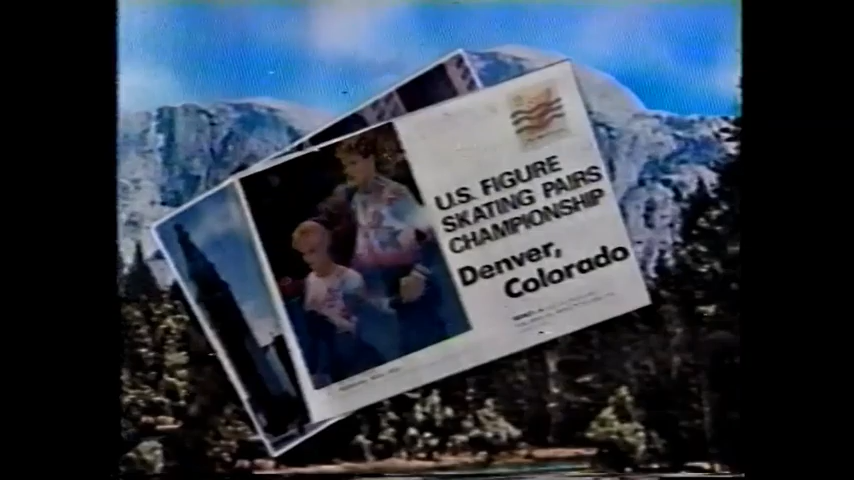 U.S. FIGURE
SKATING PAIRS
CHAMPIONSHIP
Denver,
Colorado